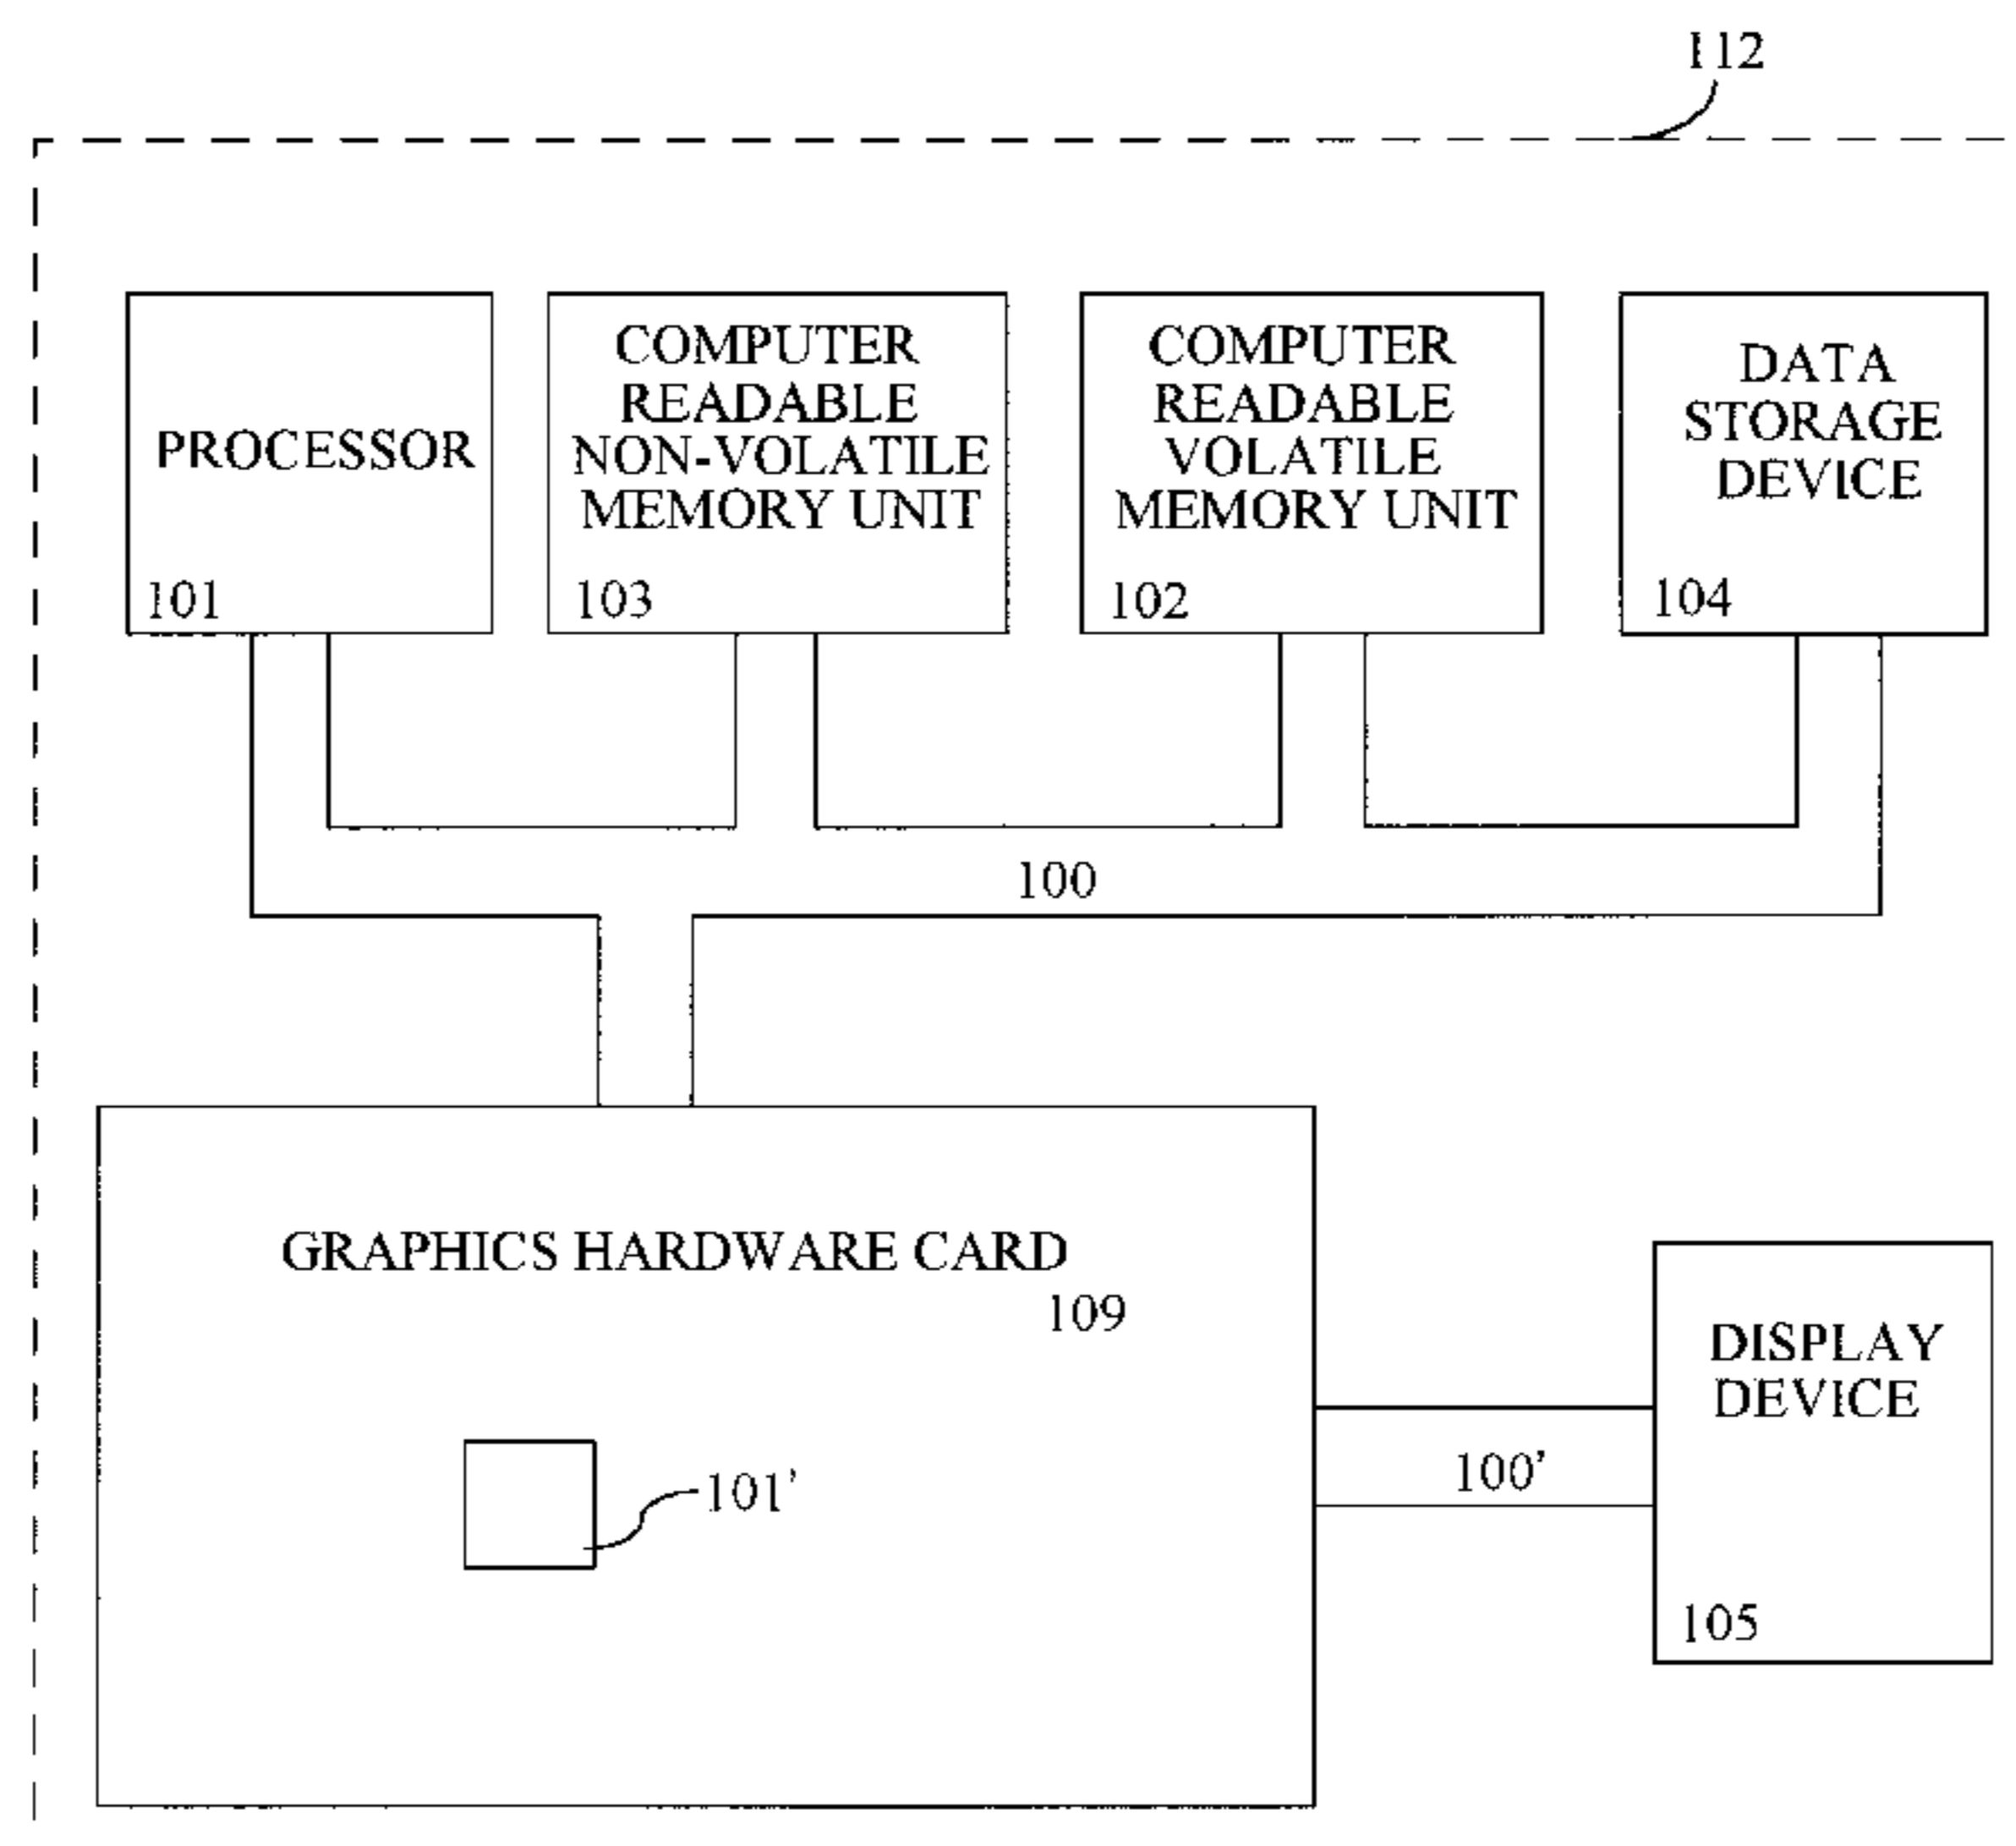 112
PROCESSOR
101
COMPUTER
READABLE
NON-VOLATILE
MEMORY UNIT
103
COMPUTER
READABLE
VOLATILE
MEMORY UNIT
102
DATA
STORAGE
DEVICE
104
100
GRAPHICS HARDWARE CARD
109
101’
100’
DISPLAY
DEVICE
105